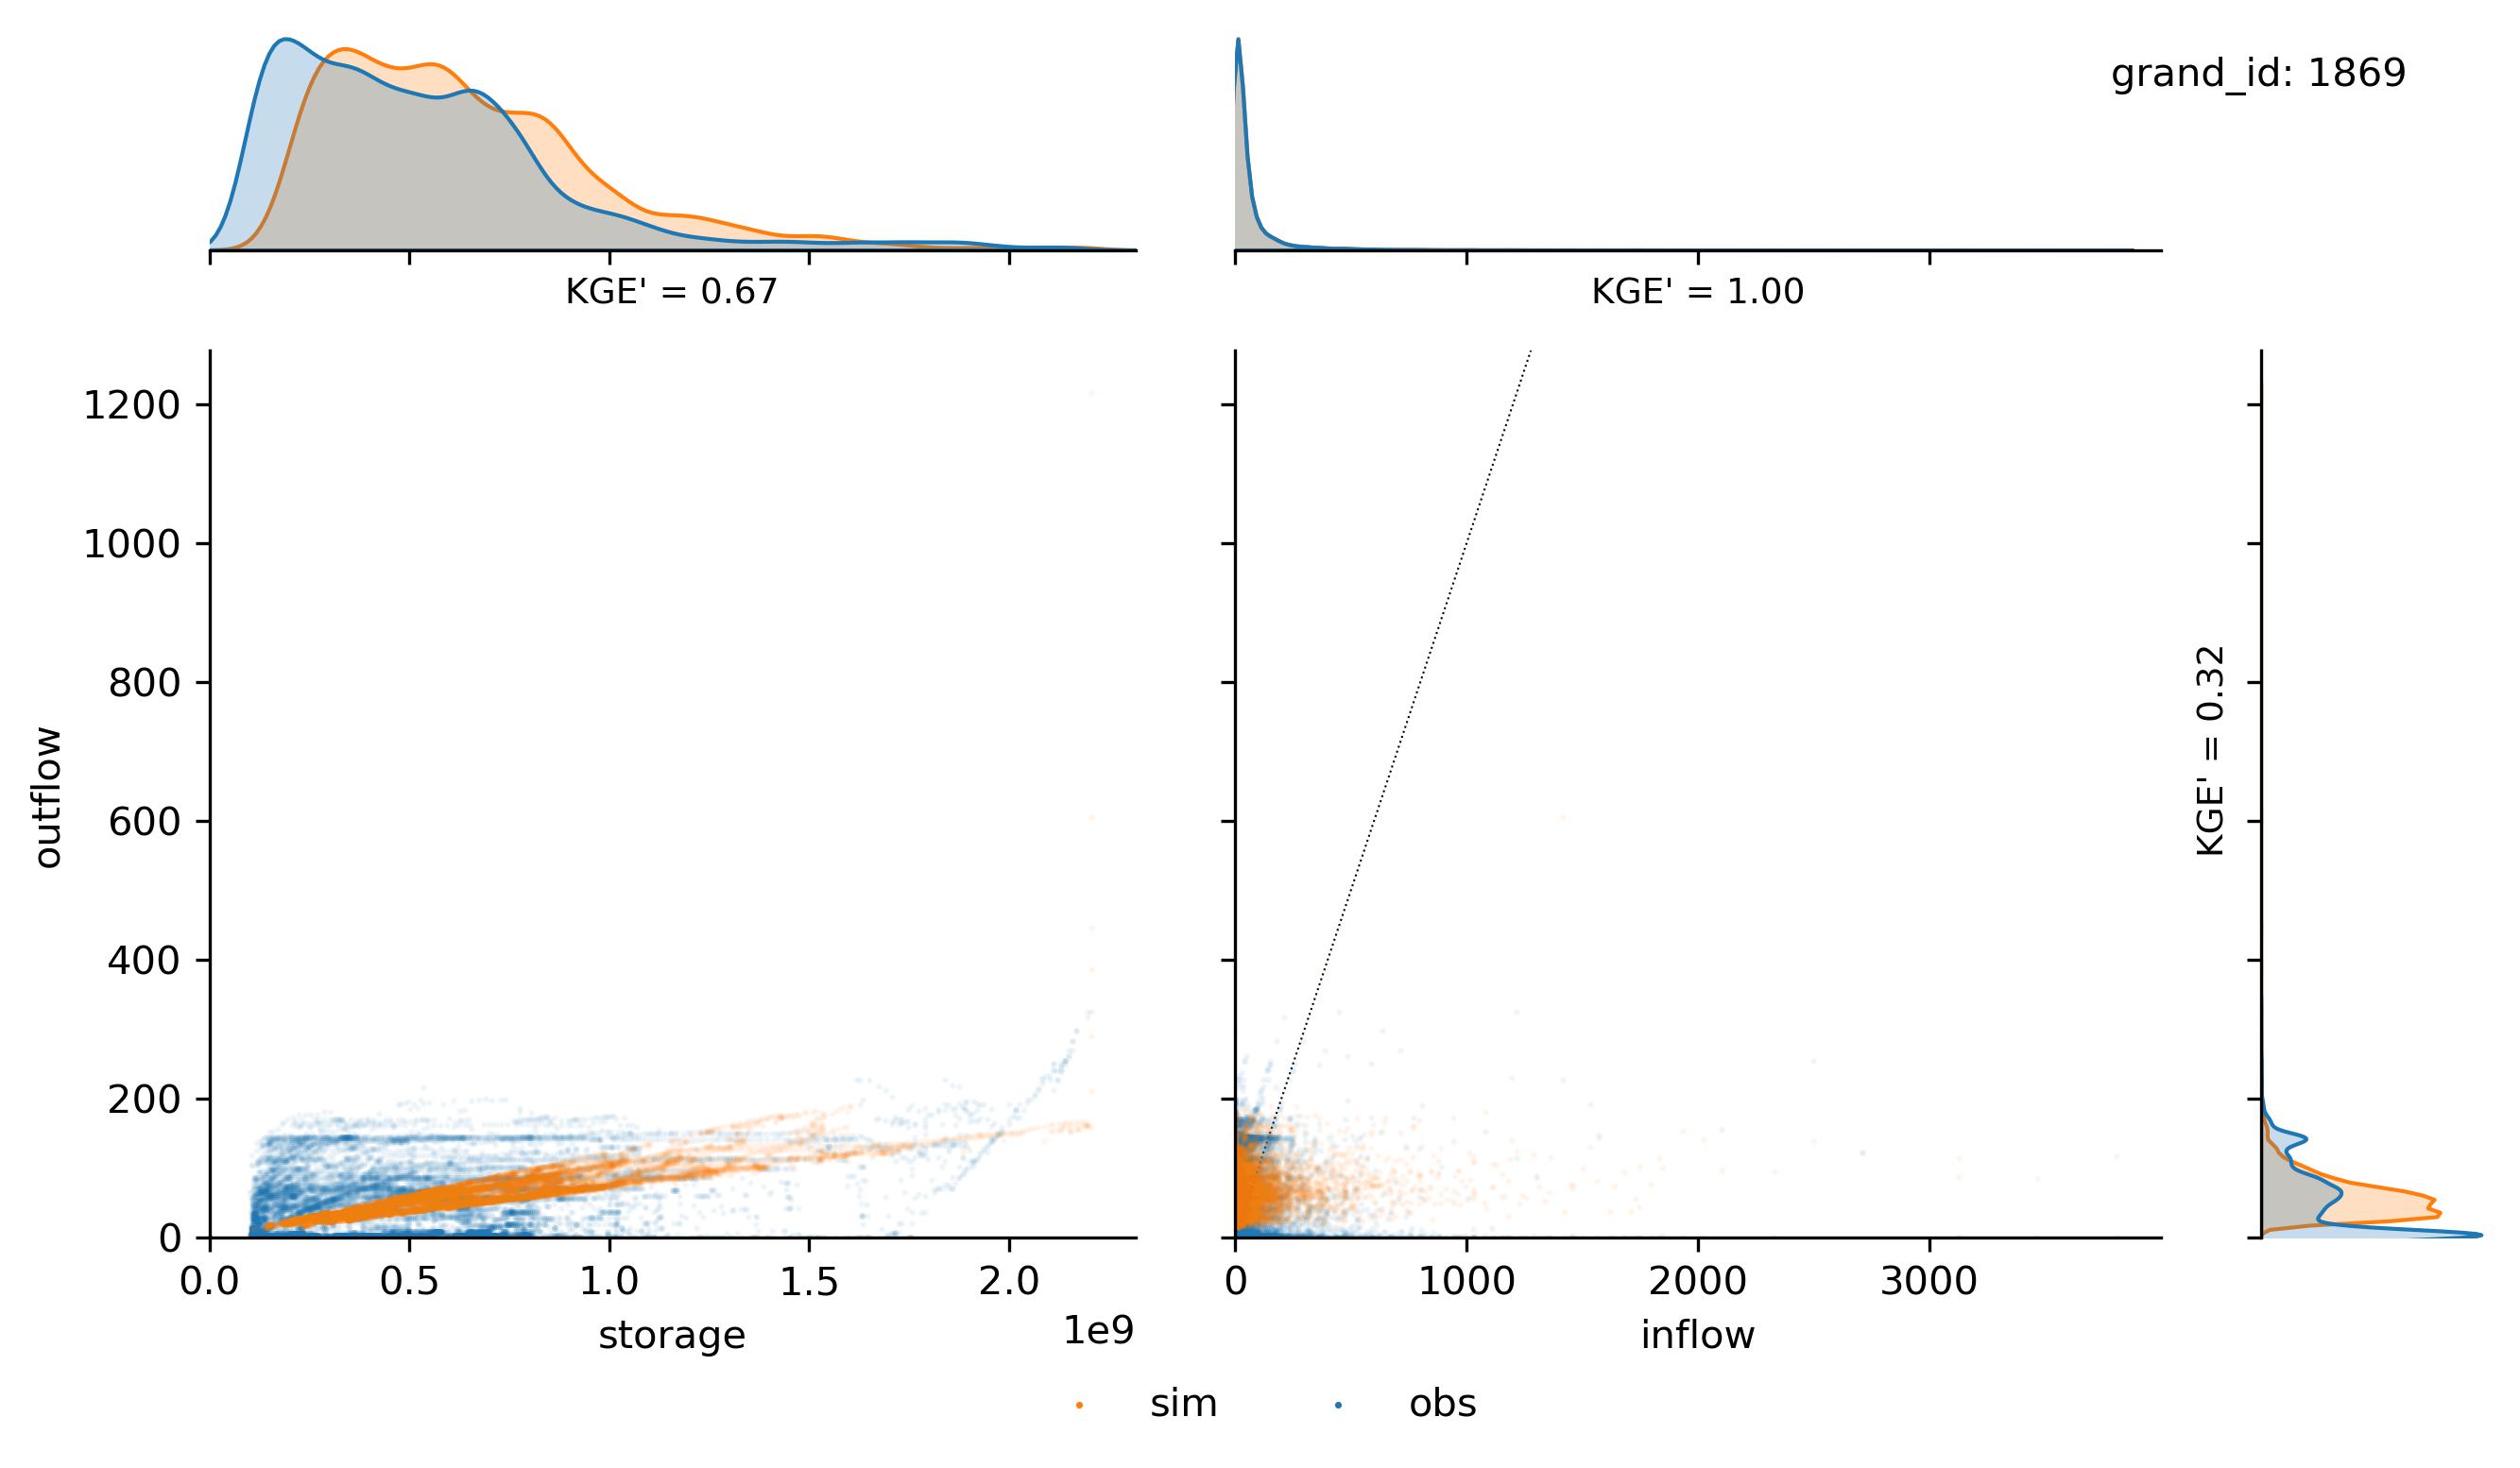 grand_id: 1869
KGE' = 0.67
KGE' = 1.00
1200
1000
800
600
400
200
0
outflow
KGE' = 0.32
0.0 0.5 1.0 1.5 2.0
1e9
storage
0 1000 2000 3000
inflow
sim obs